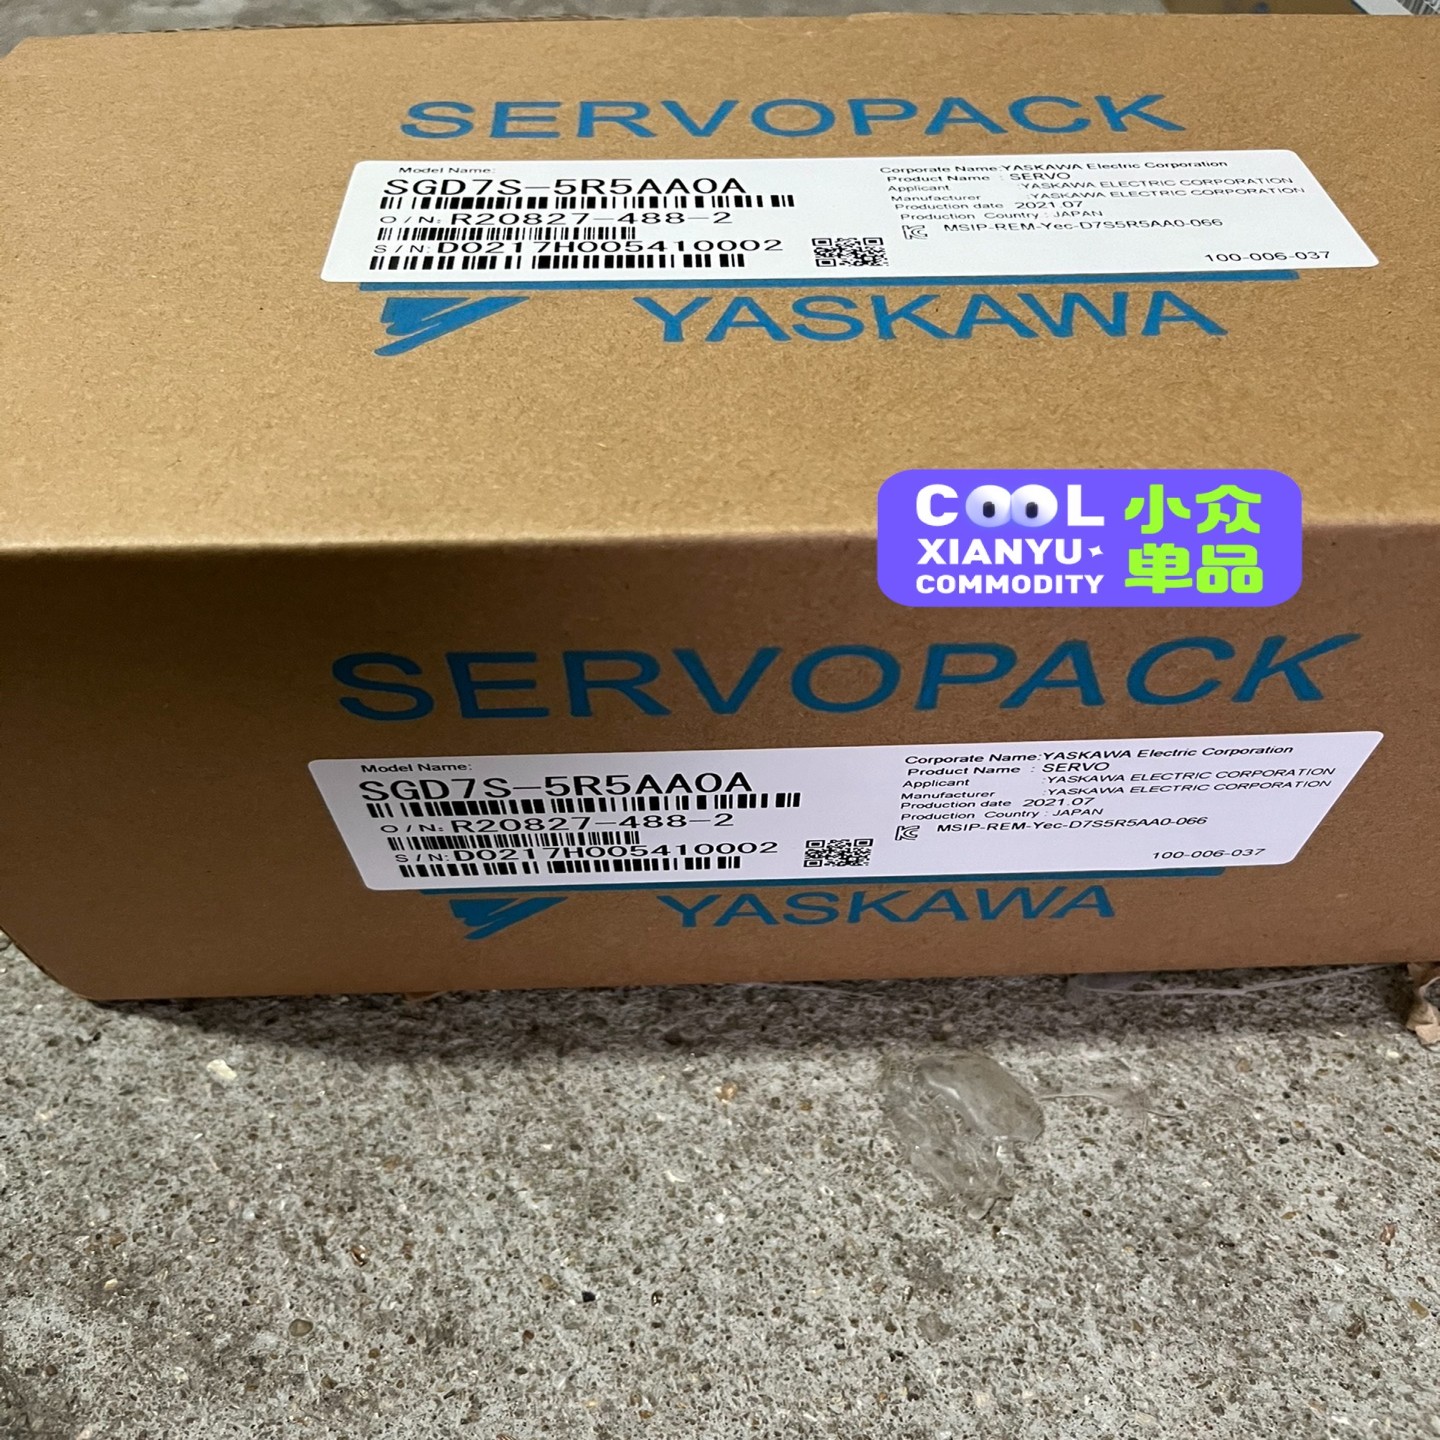 SERVOPACK
Model Name:
SGD7S-5R5AA0A
O/N: R20827-488-2
S/N: D0217H005410002
Corporate Name:YASKAWA Electric Corporation
Product Name : SERVO
Applicant :YASKAWA ELECTRIC CORPORATION
Manufacturer :YASKAWA ELECTRIC CORPORATION
Production date 2021.07
Production Country : JAPAN
MSIP-REM-Yec-D7S5R5AA0-066
100-006-037
YASKAWA
COOL 小众
XIANYU 单品
COMMODITY
SERVOPACK
Model Name:
SGD7S-5R5AA0A
O/N: R20827-488-2
S/N: D0217H005410002
Corporate Name:YASKAWA Electric Corporation
Product Name : SERVO
Applicant :YASKAWA ELECTRIC CORPORATION
Manufacturer :YASKAWA ELECTRIC CORPORATION
Production date 2021.07
Production Country : JAPAN
MSIP-REM-Yec-D7S5R5AA0-066
100-006-037
YASKAWA